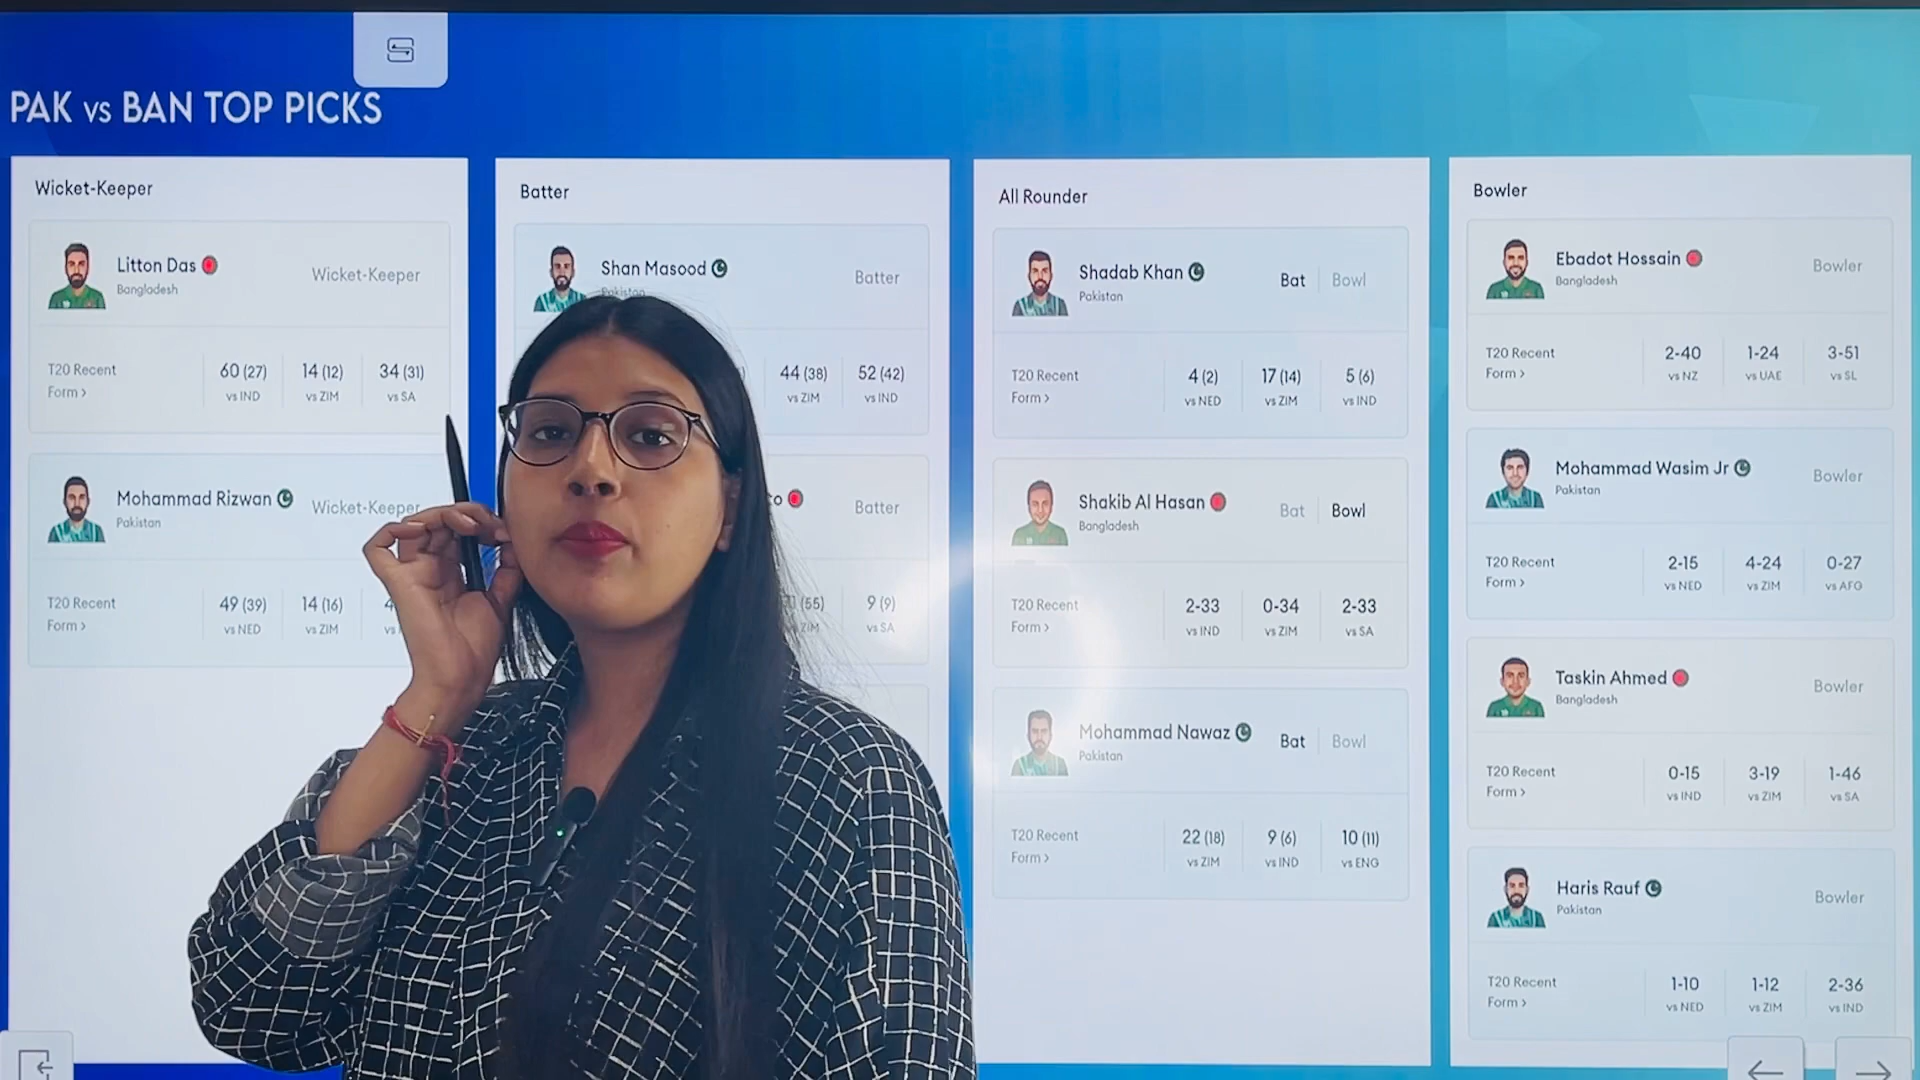 PAK vs BAN TOP PICKS
Wicket-Keeper
Litton Das
Bangladesh
Wicket-Keeper
T20 Recent
Form >
60 (27)
vs IND
14 (12)
vs ZIM
34 (31)
vs SA
Mohammad Rizwan
Pakistan
Wicket-Keeper
T20 Recent
Form >
49 (39)
vs NED
14 (16)
vs ZIM
4
vs
Batter
Shan Masood
Pakistan
Batter
44 (38)
vs ZIM
52 (42)
vs IND
to
Batter
(55)
vs ZIM
9 (9)
vs SA
All Rounder
Shadab Khan
Pakistan
Bat
Bowl
T20 Recent
Form >
4 (2)
vs NED
17 (14)
vs ZIM
5 (6)
vs IND
Shakib Al Hasan
Bangladesh
Bat
Bowl
T20 Recent
Form >
2-33
vs IND
0-34
vs ZIM
2-33
vs SA
Mohammad Nawaz
Pakistan
Bat
Bowl
T20 Recent
Form >
22 (18)
vs ZIM
9 (6)
vs IND
10 (11)
vs ENG
Bowler
Ebadot Hossain
Bangladesh
Bowler
T20 Recent
Form >
2-40
vs NZ
1-24
vs UAE
3-51
vs SL
Mohammad Wasim Jr
Pakistan
Bowler
T20 Recent
Form >
2-15
vs NED
4-24
vs ZIM
0-27
vs AFG
Taskin Ahmed
Bangladesh
Bowler
T20 Recent
Form >
0-15
vs IND
3-19
vs ZIM
1-46
vs SA
Haris Rauf
Pakistan
Bowler
T20 Recent
Form >
1-10
vs NED
1-12
vs ZIM
2-36
vs IND